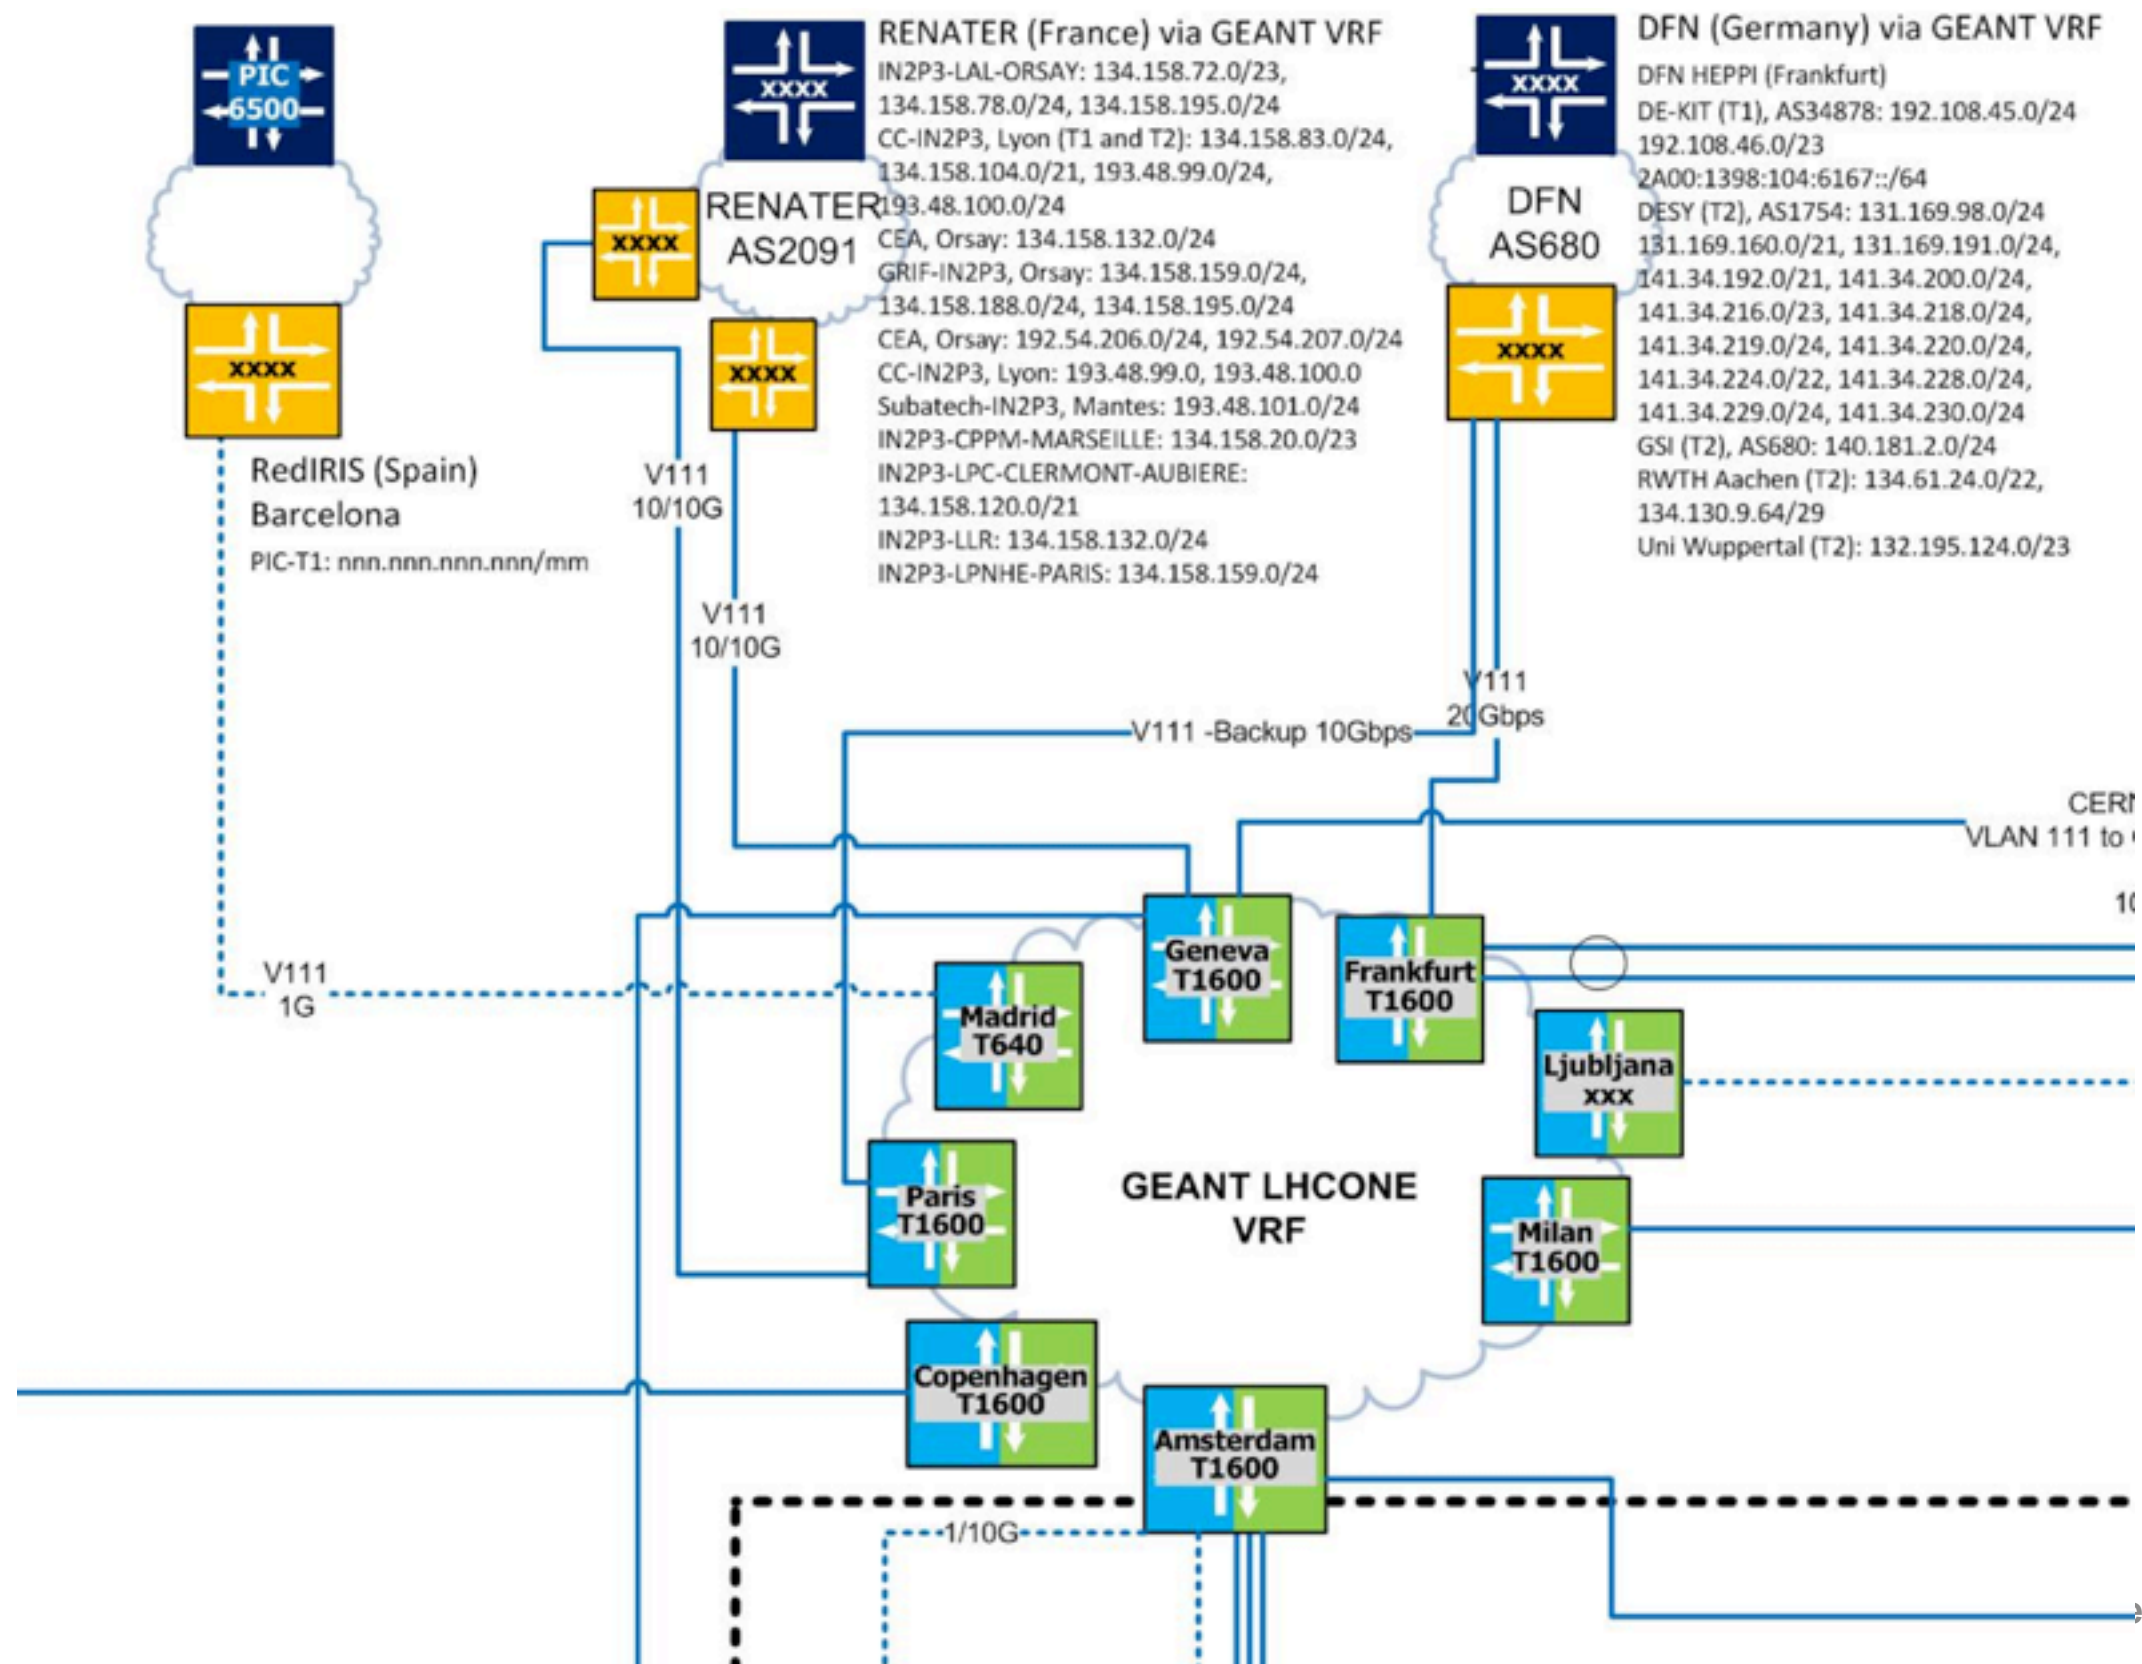 PIC
6500
RedIRIS (Spain)
Barcelona
PIC-T1: nnn.nnn.nnn.nnn/mm
xxxx
xxxx
RENATER
AS2091
xxxx
xxxx
RENATER (France) via GEANT VRF
IN2P3-LAL-ORSAY: 134.158.72.0/23,
134.158.78.0/24, 134.158.195.0/24
CC-IN2P3, Lyon (T1 and T2): 134.158.83.0/24,
134.158.104.0/21, 193.48.99.0/24,
193.48.100.0/24
CEA, Orsay: 134.158.132.0/24
GRIF-IN2P3, Orsay: 134.158.159.0/24,
134.158.188.0/24, 134.158.195.0/24
CEA, Orsay: 192.54.206.0/24, 192.54.207.0/24
CC-IN2P3, Lyon: 193.48.99.0, 193.48.100.0
Subatech-IN2P3, Mantes: 193.48.101.0/24
IN2P3-CPPM-MARSEILLE: 134.158.20.0/23
IN2P3-LPC-CLERMONT-AUBIERE:
134.158.120.0/21
IN2P3-LLR: 134.158.132.0/24
IN2P3-LPNHE-PARIS: 134.158.159.0/24
xxxx
DFN
AS680
xxxx
DFN (Germany) via GEANT VRF
DFN HEPPI (Frankfurt)
DE-KIT (T1), AS34878: 192.108.45.0/24
192.108.46.0/23
2A00:1398:104:6167::/64
DESY (T2), AS1754: 131.169.98.0/24
131.169.160.0/21, 131.169.191.0/24,
141.34.192.0/21, 141.34.200.0/24,
141.34.216.0/23, 141.34.218.0/24,
141.34.219.0/24, 141.34.220.0/24,
141.34.224.0/22, 141.34.228.0/24,
141.34.229.0/24, 141.34.230.0/24
GSI (T2), AS680: 140.181.2.0/24
RWTH Aachen (T2): 134.61.24.0/22,
134.130.9.64/29
Uni Wuppertal (T2): 132.195.124.0/23
V111
10/10G
V111
10/10G
V111
20Gbps
V111 -Backup 10Gbps
CERN
VLAN 111 to
10
V111
1G
Geneva
T1600
Frankfurt
T1600
Madrid
T640
Ljubljana
xxx
Paris
T1600
GEANT LHCONE
VRF
Milan
T1600
Copenhagen
T1600
Amsterdam
T1600
1/10G
e